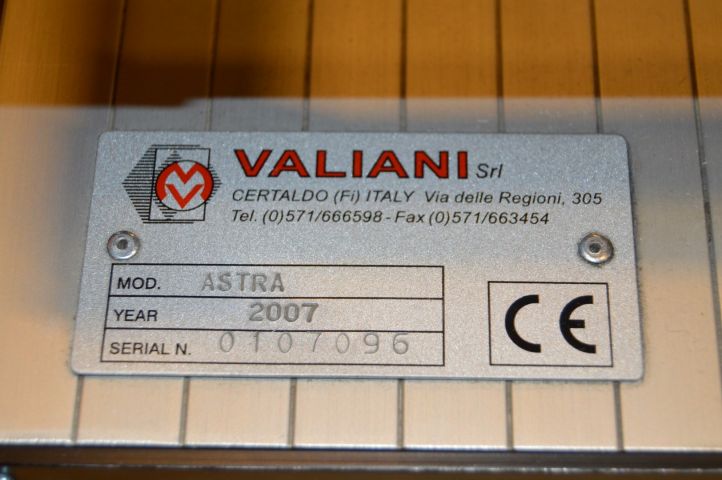 VALIANI Srl
CERTALDO (Fi) ITALY Via delle Regioni, 305
Tel. (0)571/666598 - Fax (0)571/663454
MOD. ASTRA
YEAR 2007
SERIAL N. 0107096
CE